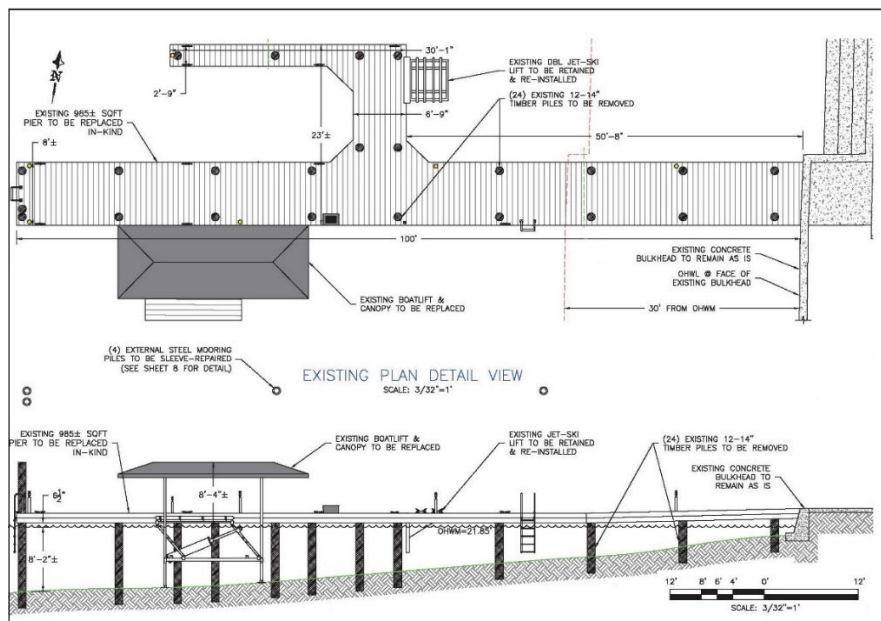 30'-1"
EXISTING DBL JET-SKI
LIFT TO BE RETAINED
& RE-INSTALLED
N
2'-9"
(24) EXISTING 12-14"
TIMBER PILES TO BE REMOVED
EXISTING 985± SQFT
PIER TO BE REPLACED
IN-KIND
6'-9"
8'±
23'±
50'-8"
100'
EXISTING CONCRETE
BULKHEAD TO REMAIN AS IS
OHWL @ FACE OF
EXISTING BULKHEAD
EXISTING BOATLIFT &
CANOPY TO BE REPLACED
30' FROM OHWM
(4) EXTERNAL STEEL MOORING
PILES TO BE SLEEVE-REPAIRED
(SEE SHEET 8 FOR DETAIL)
EXISTING PLAN DETAIL VIEW
SCALE: 3/32"=1'
EXISTING 985± SQFT
PIER TO BE REPLACED
IN-KIND
EXISTING BOATLIFT &
CANOPY TO BE REPLACED
EXISTING JET-SKI
LIFT TO BE RETAINED
& RE-INSTALLED
(24) EXISTING 12-14"
TIMBER PILES TO BE REMOVED
EXISTING CONCRETE
BULKHEAD TO
REMAIN AS IS
6½"
8'-4"±
OHWM=21.85'
8'-2"±
12' 8' 6' 4' 0' 12'
SCALE: 3/32"=1'